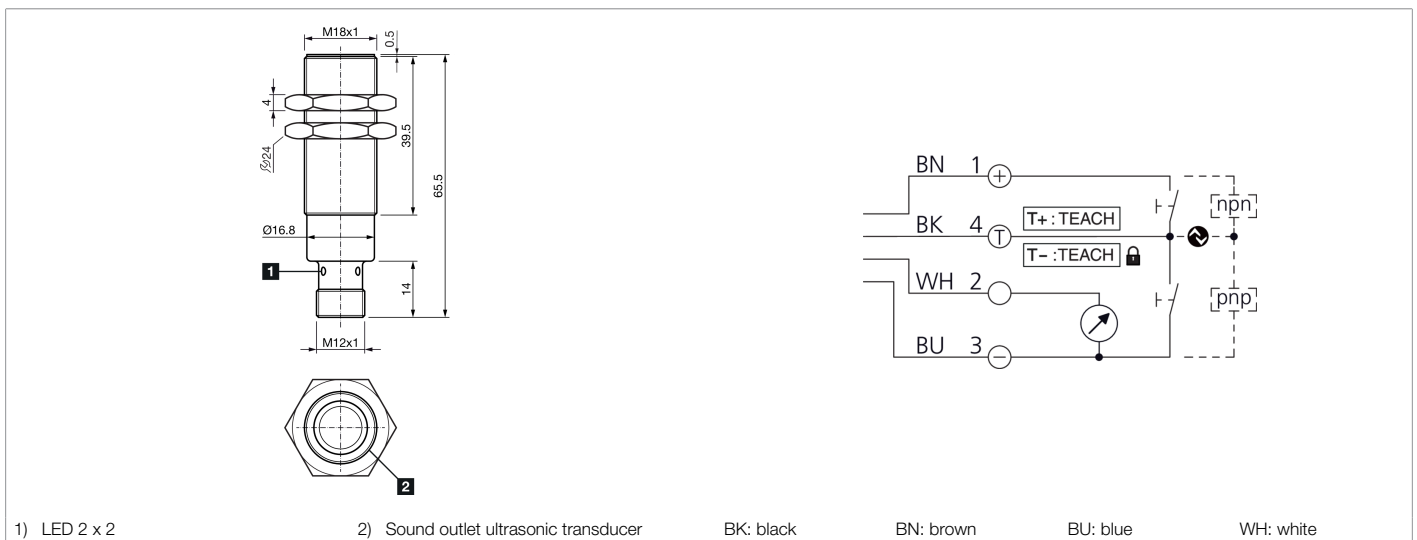 M18x1
0.5
4
39.5
24
65.5
Ø16.8
1
14
M12x1
2
BN 1 +
npn
BK 4 T
T+ : TEACH
T− : TEACH
WH 2
pnp
BU 3 −
1) LED 2 x 2 2) Sound outlet ultrasonic transducer BK: black BN: brown BU: blue WH: white